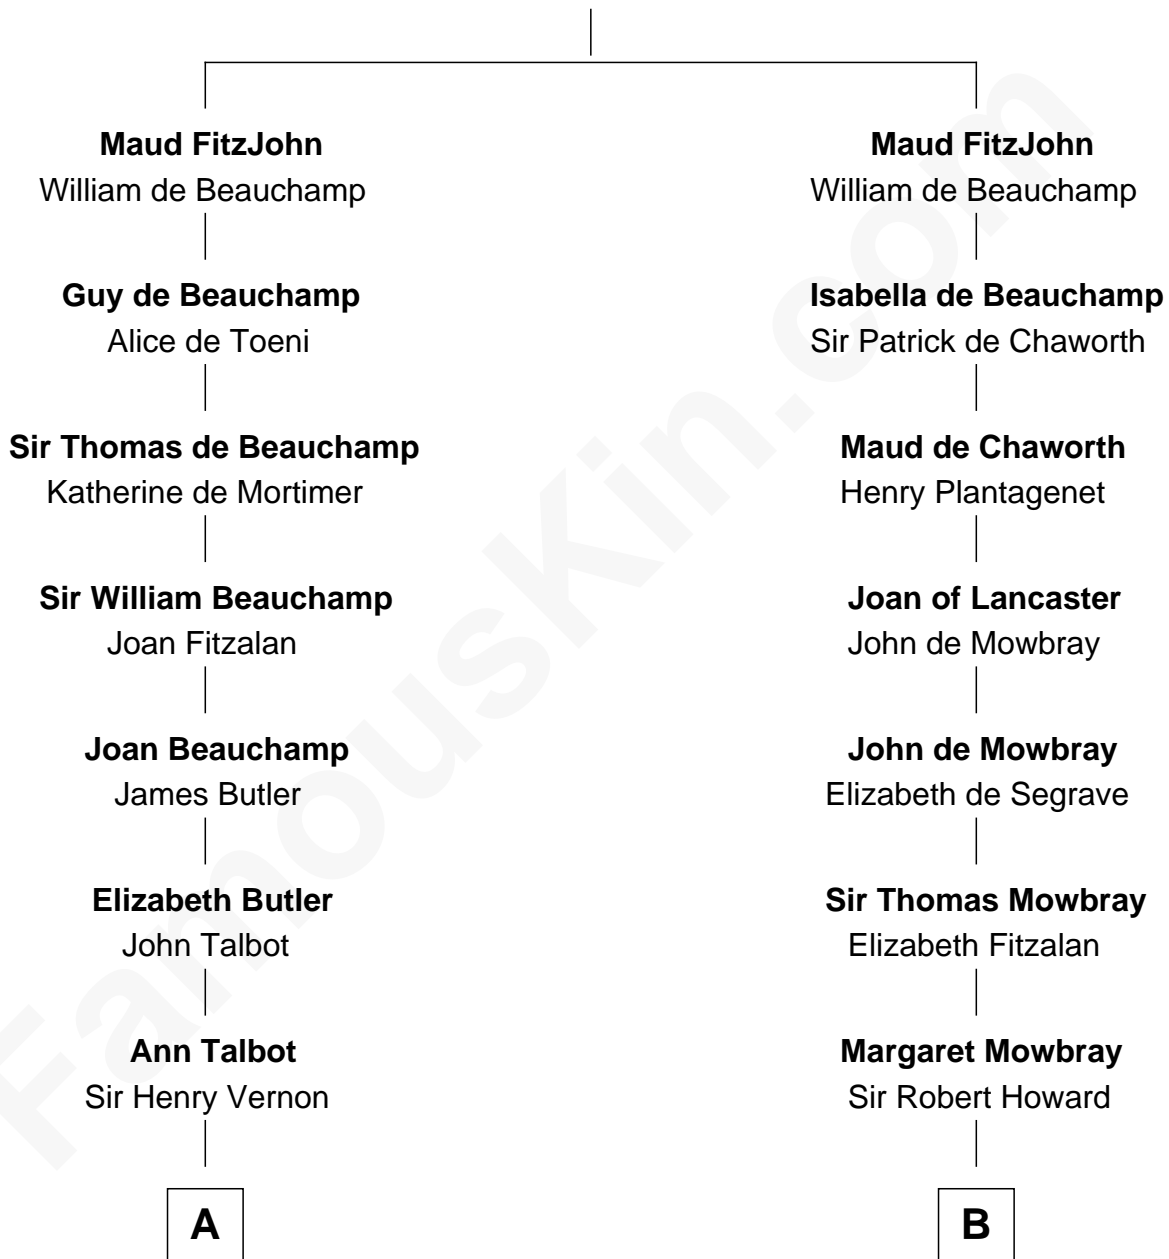 Maud FitzJohn
William de Beauchamp
Guy de Beauchamp
Alice de Toeni
Sir Thomas de Beauchamp
Katherine de Mortimer
Sir William Beauchamp
Joan Fitzalan
Joan Beauchamp
James Butler
Elizabeth Butler
John Talbot
Ann Talbot
Sir Henry Vernon
A
Maud FitzJohn
William de Beauchamp
Isabella de Beauchamp
Sir Patrick de Chaworth
Maud de Chaworth
Henry Plantagenet
Joan of Lancaster
John de Mowbray
John de Mowbray
Elizabeth de Segrave
Sir Thomas Mowbray
Elizabeth Fitzalan
Margaret Mowbray
Sir Robert Howard
B
FamousKin.com